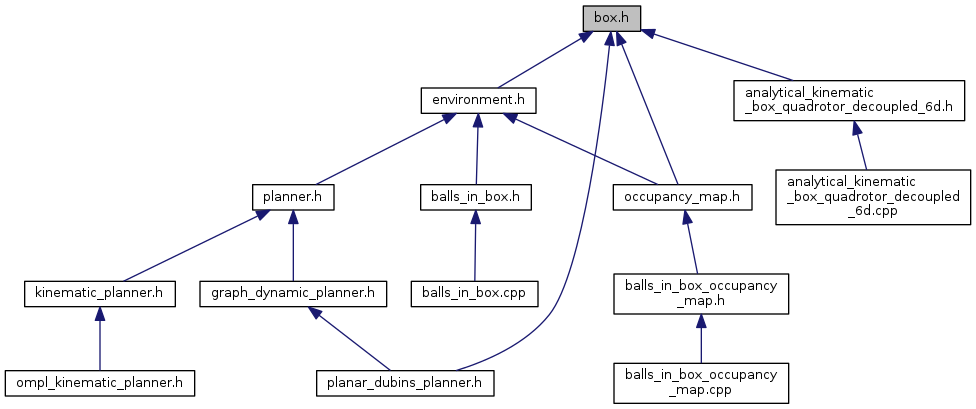 box.h
environment.h
analytical_kinematic
_box_quadrotor_decoupled_6d.h
planner.h
balls_in_box.h
occupancy_map.h
analytical_kinematic
_box_quadrotor_decoupled
_6d.cpp
kinematic_planner.h
graph_dynamic_planner.h
balls_in_box.cpp
balls_in_box_occupancy
_map.h
ompl_kinematic_planner.h
planar_dubins_planner.h
balls_in_box_occupancy
_map.cpp